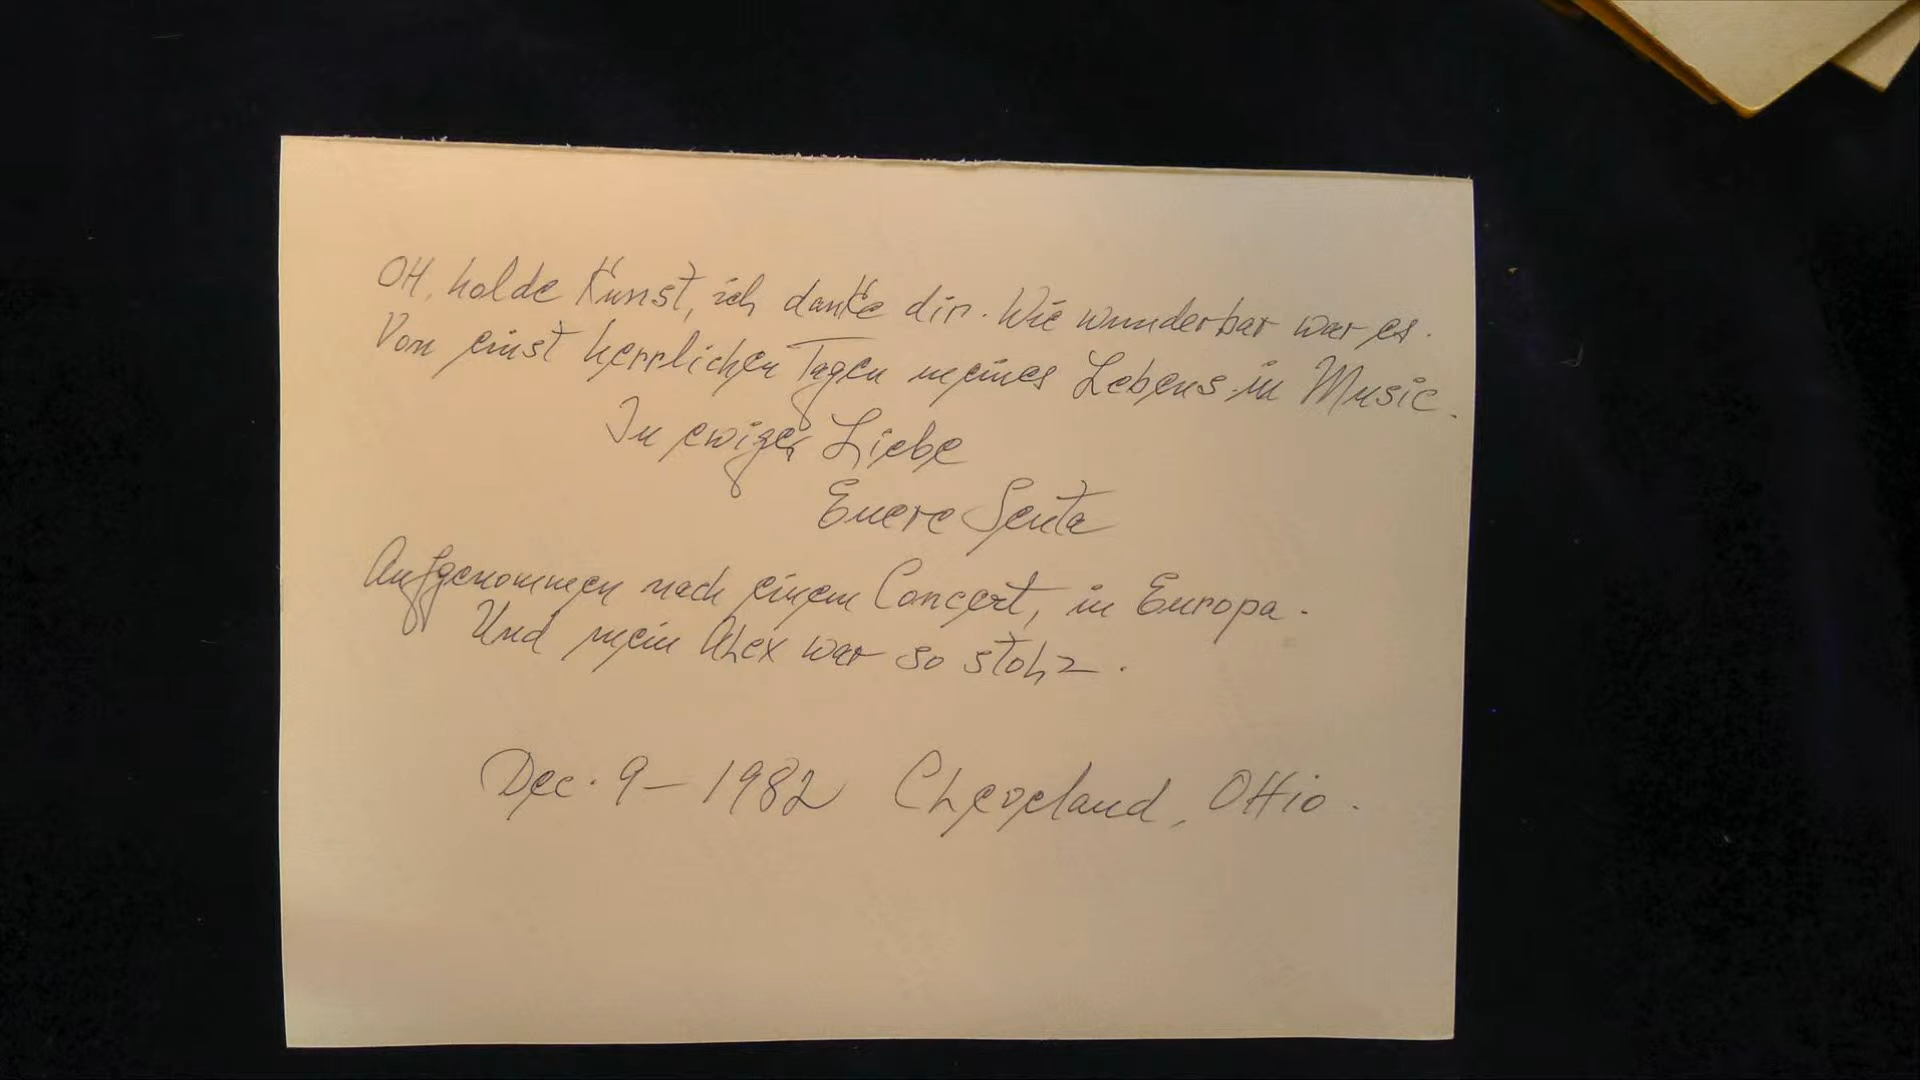 OH, holde Kunst, ich danke dir. Wie wunderbar war es.
Von einst herrlichen Tagen meines Lebens in Music.
In ewiger Liebe
Euere Senta
Aufgenommen nach einem Concert, in Europa.
Und mein Alex war so stolz.
Dec. 9 - 1982 Cleveland, OHio.